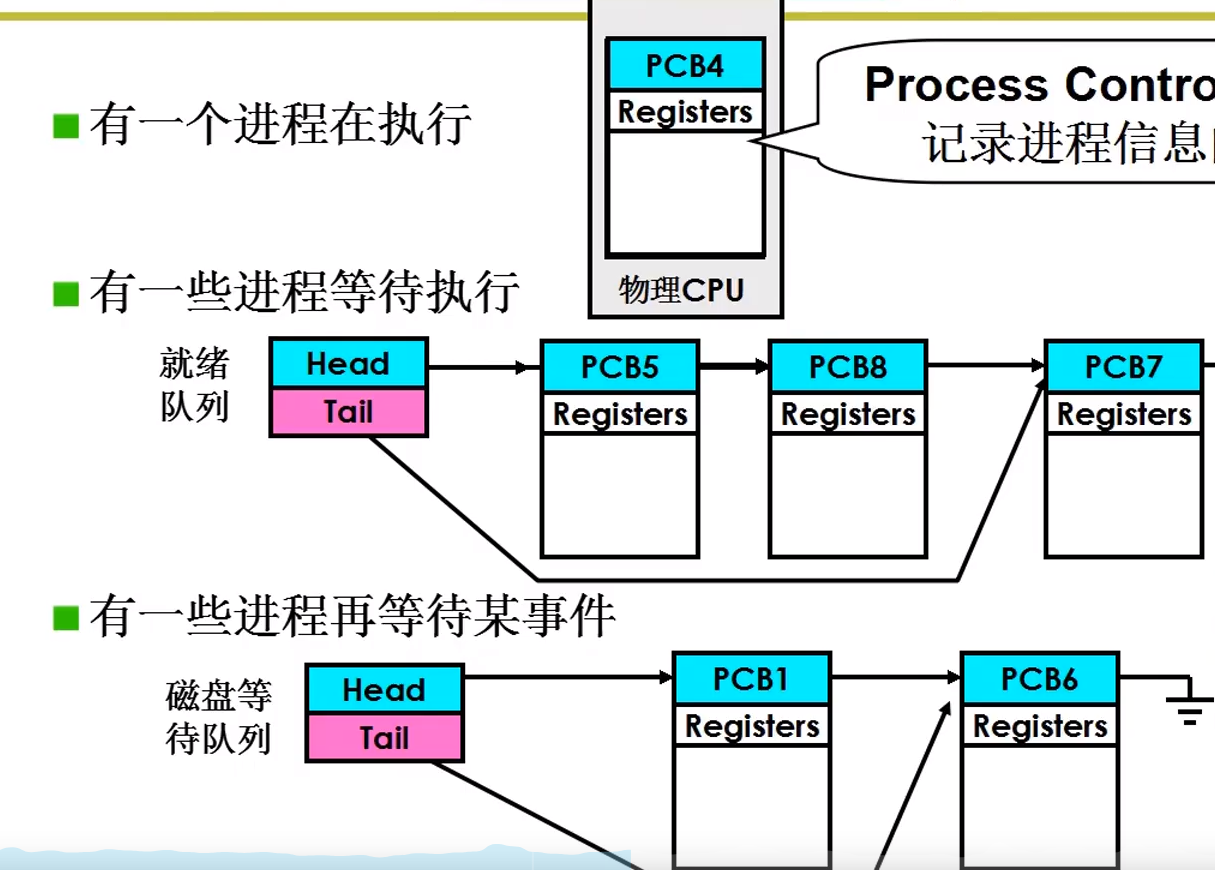 PCB4
Registers
Process Contro
记录进程信息
有一个进程在执行
物理CPU
有一些进程等待执行
就绪
队列
Head
Tail
PCB5
Registers
PCB8
Registers
PCB7
Registers
有一些进程再等待某事件
磁盘等
待队列
Head
Tail
PCB1
Registers
PCB6
Registers